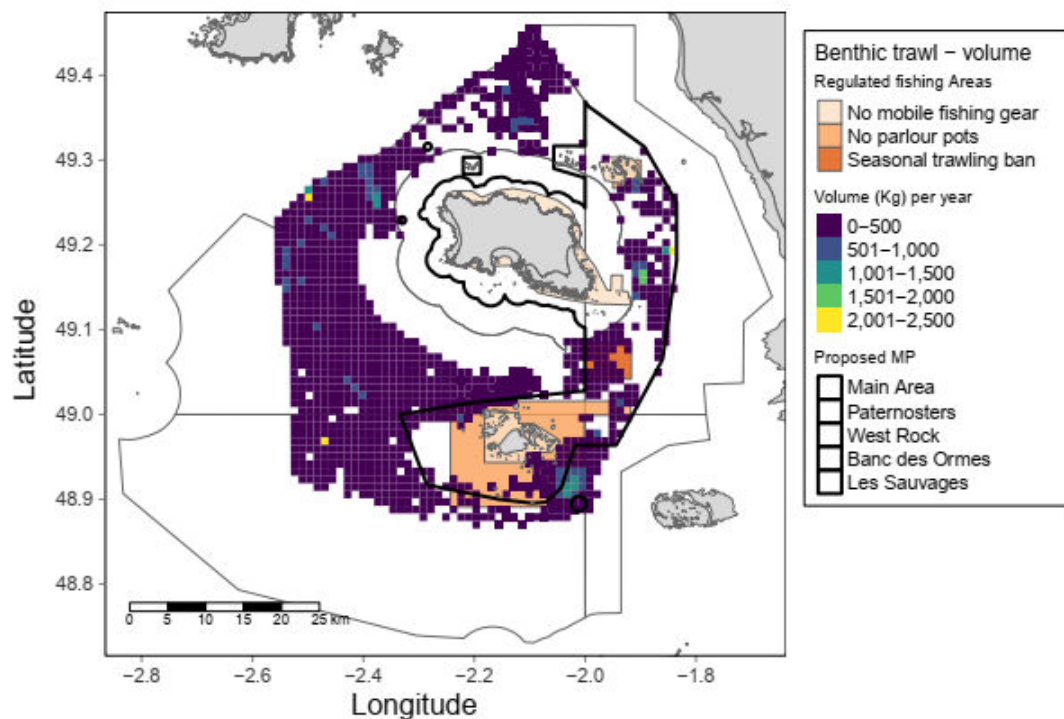 Benthic trawl − volume
Regulated fishing Areas
No mobile fishing gear
No parlour pots
Seasonal trawling ban
Volume (Kg) per year
0−500
501−1,000
1,001−1,500
1,501−2,000
2,001−2,500
Proposed MP
Main Area
Paternosters
West Rock
Banc des Ormes
Les Sauvages
Latitude
49.4
49.3
49.2
49.1
49.0
48.9
48.8
0 5 10 15 20 25 km
−2.8 −2.6 −2.4 −2.2 −2.0 −1.8
Longitude